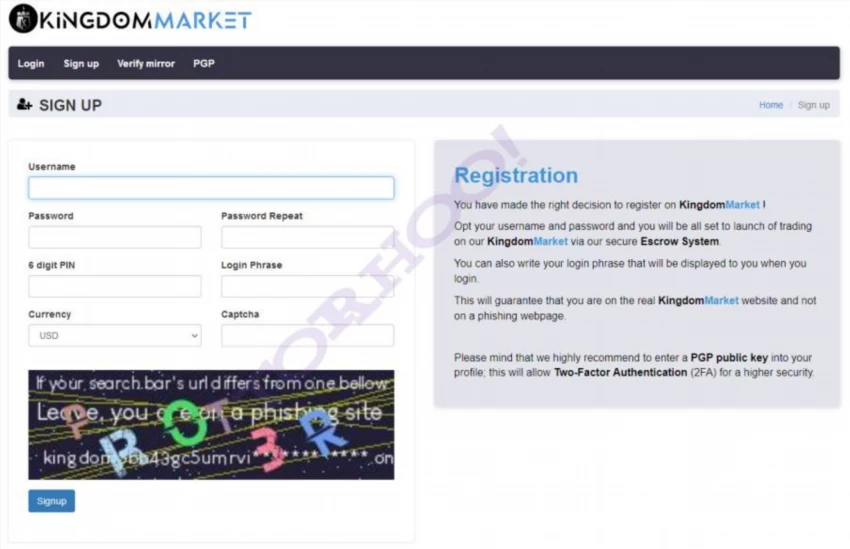 KiNGDOMMARKET
Login Sign up Verify mirror PGP
SIGN UP
Home / Sign up
Username
Password Password Repeat
6 digit PIN Login Phrase
Currency Captcha
USD
If your search bar's url differs from one bellow
Leave, you are on a phishing site
Signup
Registration
You have made the right decision to register on KingdomMarket !
Opt your username and password and you will be all set to launch of trading
on our KingdomMarket via our secure Escrow System.
You can also write your login phrase that will be displayed to you when you
login.
This will guarantee that you are on the real KingdomMarket website and not
on a phishing webpage.
Please mind that we highly recommend to enter a PGP public key into your
profile; this will allow Two-Factor Authentication (2FA) for a higher security.
TORHOO!